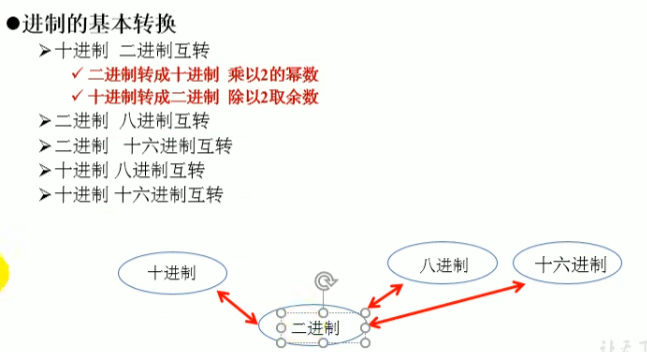 ●进制的基本转换
➢十进制 二进制互转
✓ 二进制转成十进制 乘以2的幂数
✓ 十进制转成二进制 除以2取余数
➢二进制 八进制互转
➢二进制 十六进制互转
➢十进制 八进制互转
➢十进制 十六进制互转
十进制
八进制
十六进制
二进制